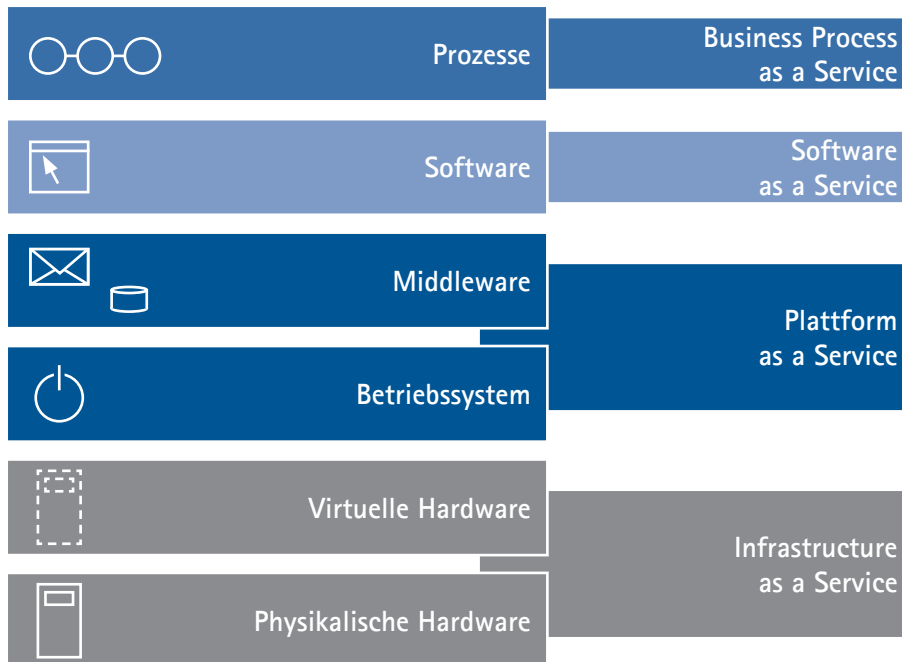 Prozesse
Business Process
as a Service
Software
Software
as a Service
Middleware
Plattform
as a Service
Betriebssystem
Virtuelle Hardware
Infrastructure
as a Service
Physikalische Hardware